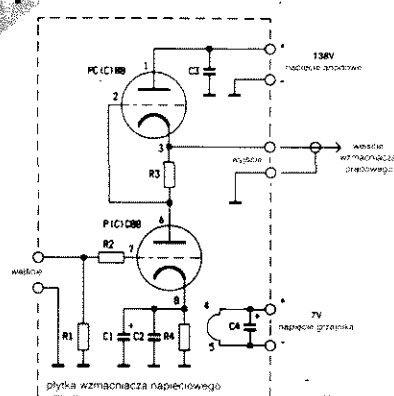 138V
napięcie anodowe
PC(C)88
C3
1
2
3
wyjście
wejście
wzmacniacza
prądowego
R3
P(C)C88
6
R2
7
8
wejście
R1
C1
C2
R4
4
5
C4
7V
napięcie grzejnika
płytka wzmacniacza napięciowego